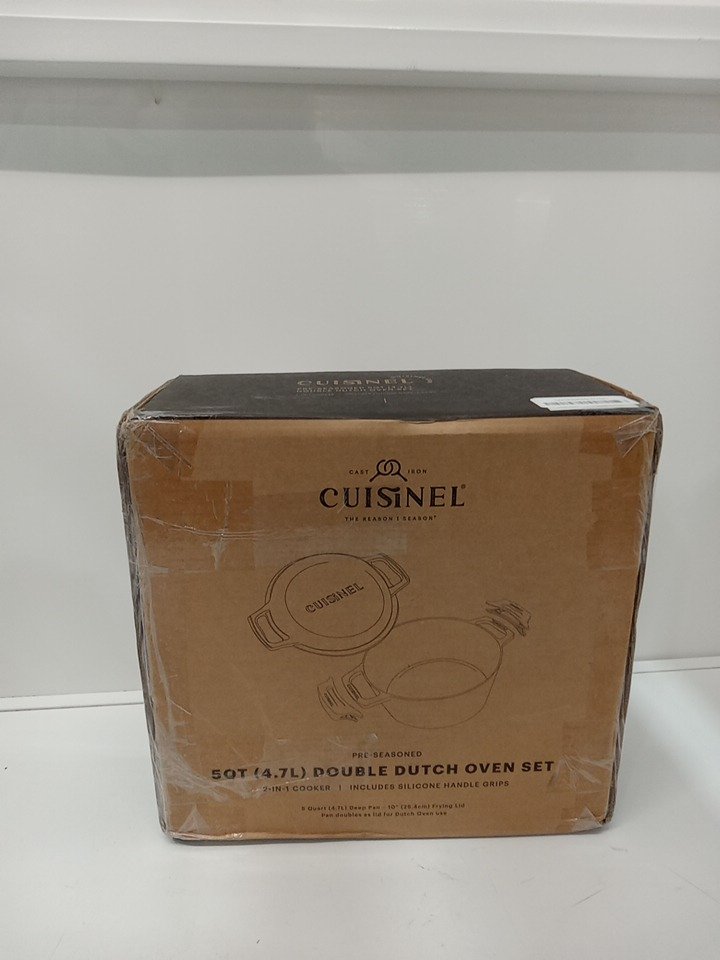 CUISINEL
CAST IRON
CUISINEL®
THE REASON I SEASON®
CUISINEL
PRE-SEASONED
5QT (4.7L) DOUBLE DUTCH OVEN SET
2-IN-1 COOKER | INCLUDES SILICONE HANDLE GRIPS
5 Quart (4.7L) Deep Pan - 10" (25.4cm) Frying Lid
Pan doubles as lid for Dutch Oven use